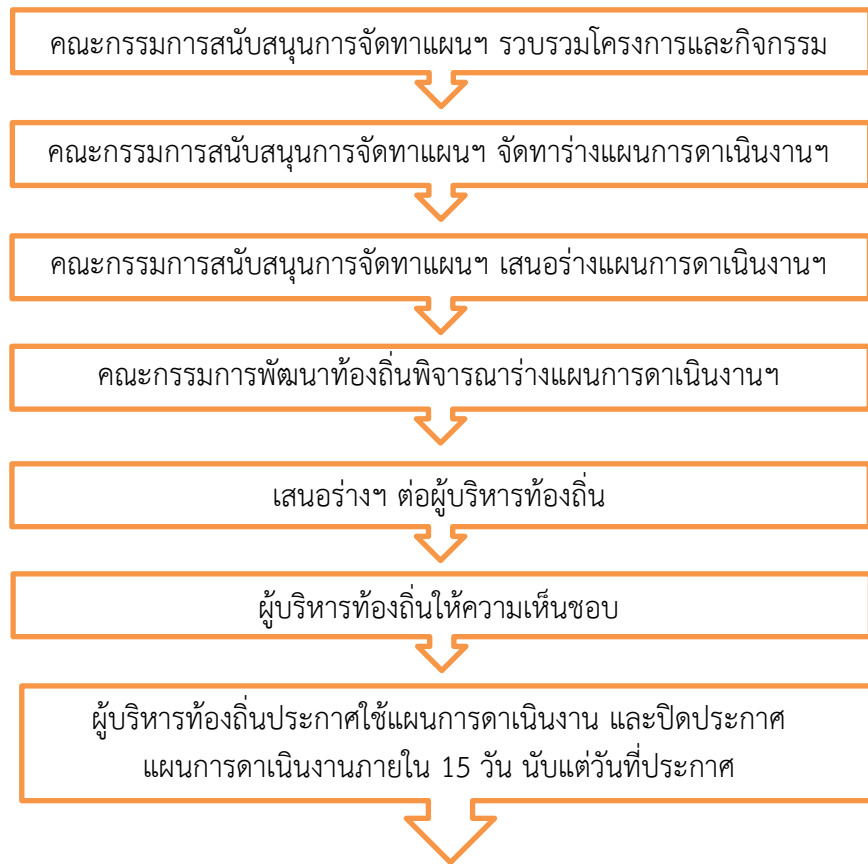 คณะกรรมการสนับสนุนการจัดทาแผนฯ รวบรวมโครงการและกิจกรรม
คณะกรรมการสนับสนุนการจัดทาแผนฯ จัดทาร่างแผนการดาเนินงานฯ
คณะกรรมการสนับสนุนการจัดทาแผนฯ เสนอร่างแผนการดาเนินงานฯ
คณะกรรมการพัฒนาท้องถิ่นพิจารณาร่างแผนการดาเนินงานฯ
เสนอร่างฯ ต่อผู้บริหารท้องถิ่น
ผู้บริหารท้องถิ่นให้ความเห็นชอบ
ผู้บริหารท้องถิ่นประกาศใช้แผนการดาเนินงาน และปิดประกาศ
แผนการดาเนินงานภายใน 15 วัน นับแต่วันที่ประกาศ